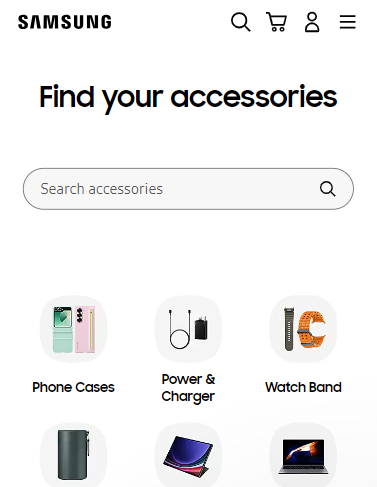 SAMSUNG
Find your accessories
Search accessories
Phone Cases
Power &
Charger
Watch Band